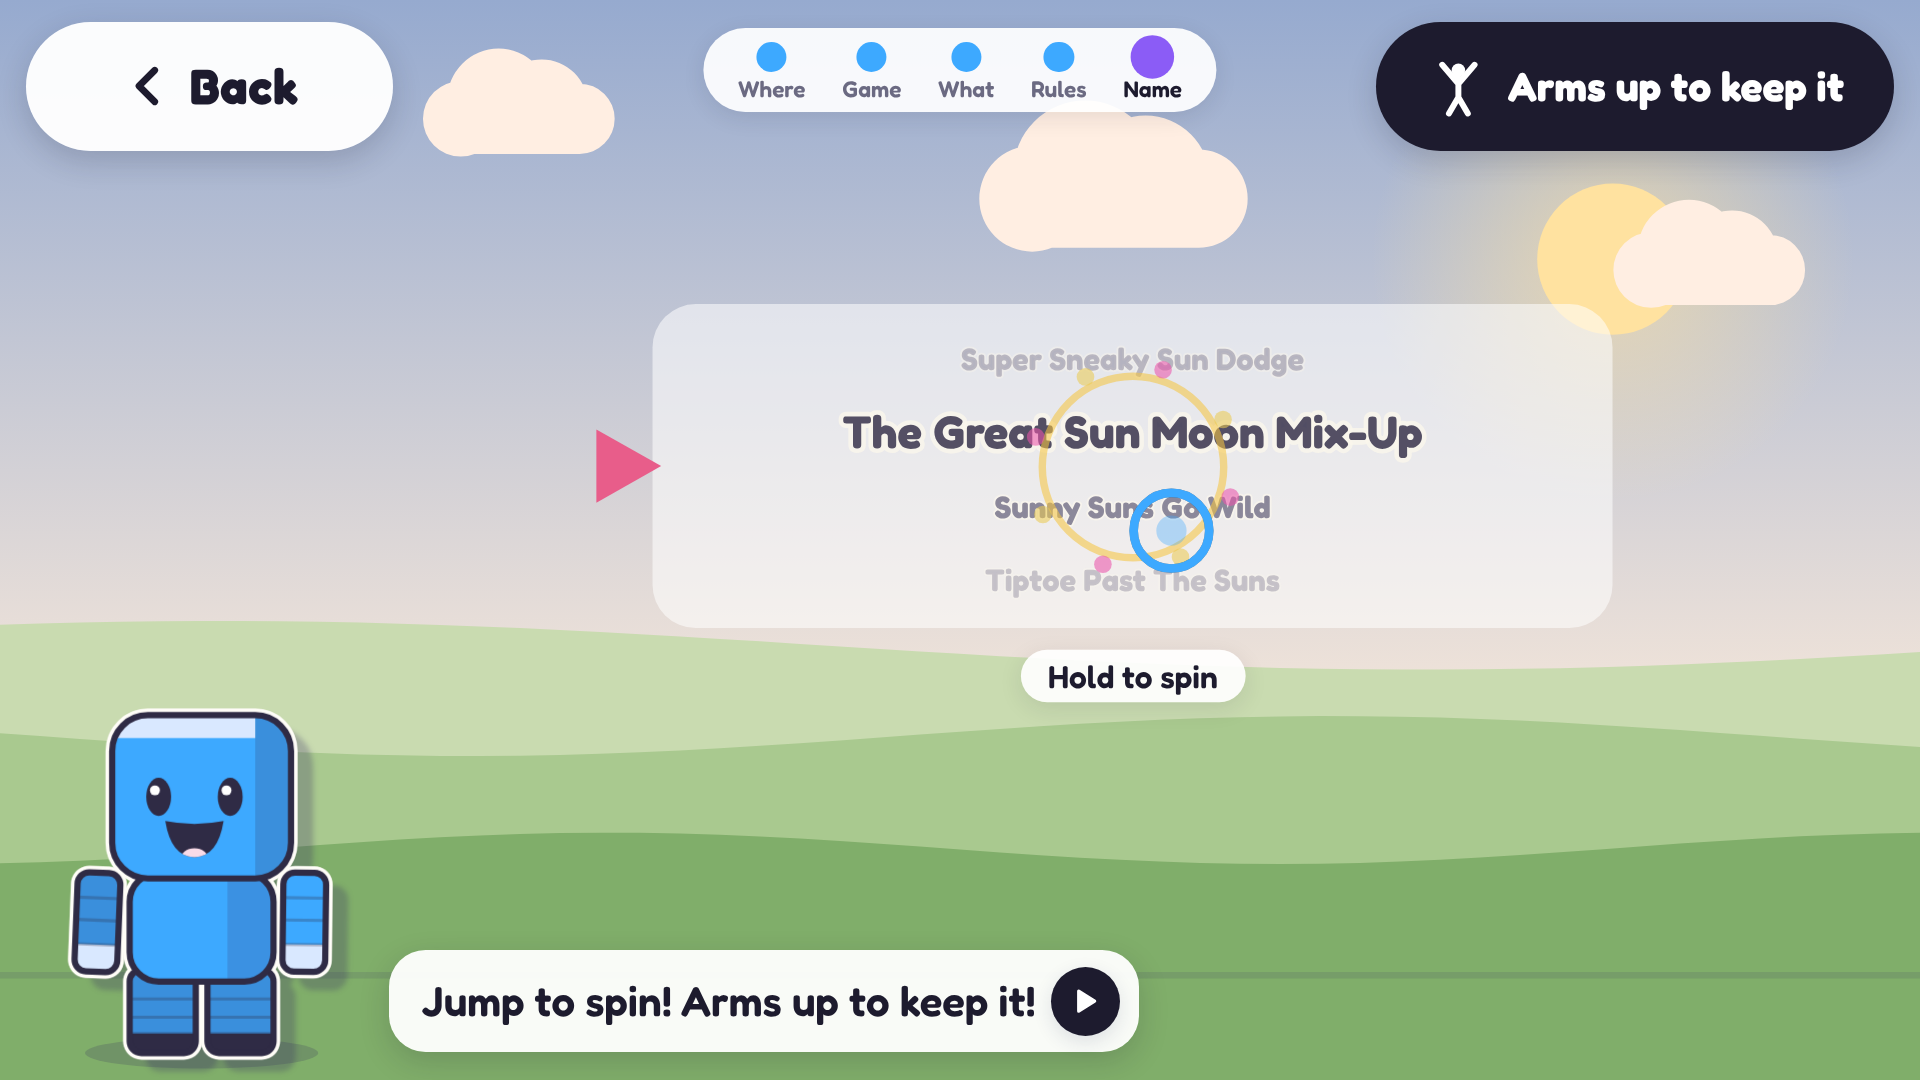 Back
Where
Game
What
Rules
Name
Arms up to keep it
Super Sneaky Sun Dodge
The Great Sun Moon Mix-Up
Sunny Suns Go Wild
Tiptoe Past The Suns
Hold to spin
Jump to spin! Arms up to keep it!